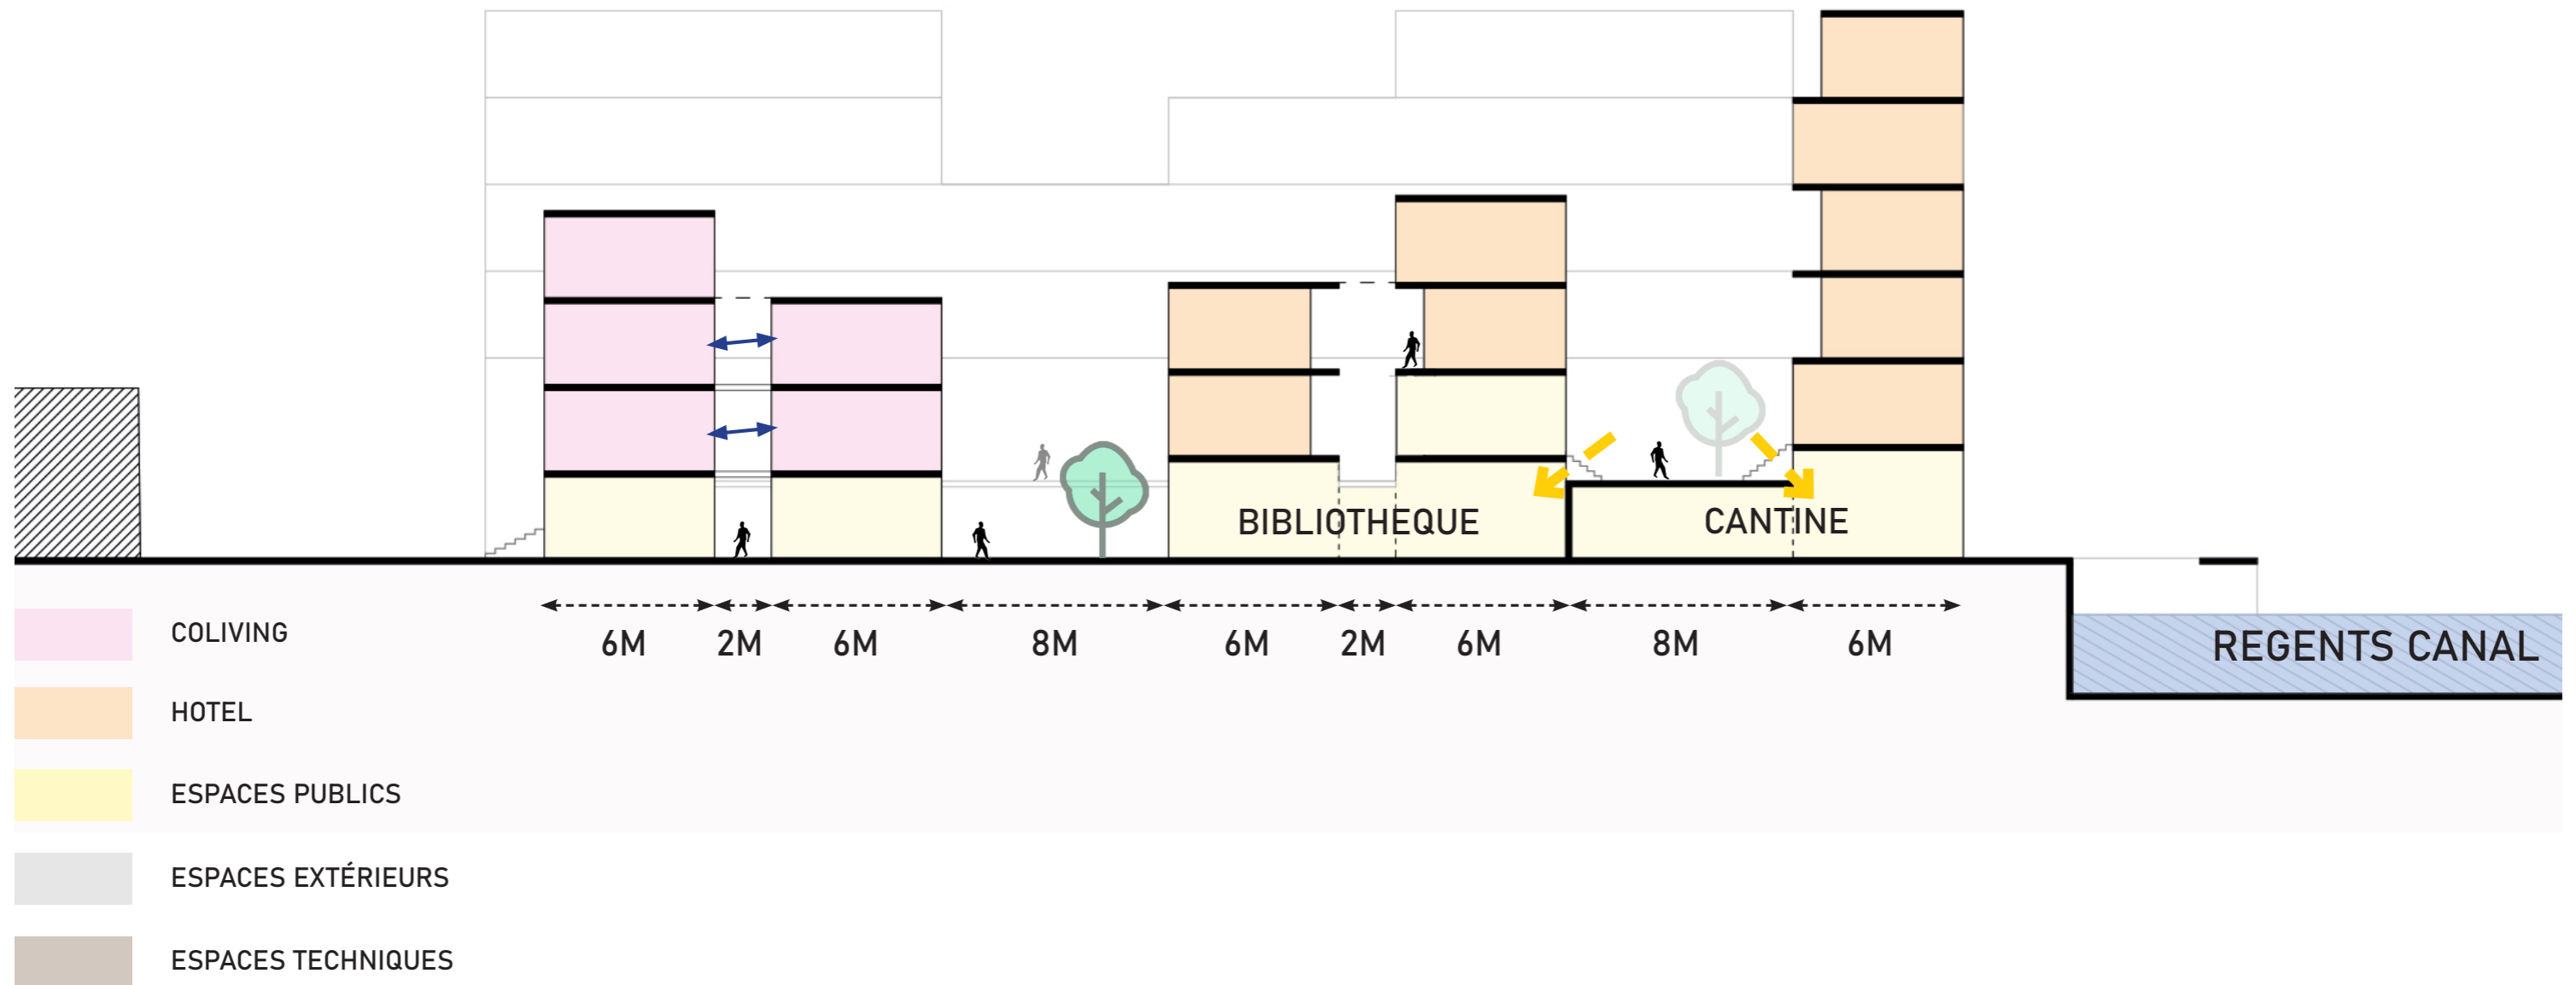 BIBLIOTHEQUE
CANTINE
6M 2M 6M 8M 6M 2M 6M 8M 6M
REGENTS CANAL
COLIVING
HOTEL
ESPACES PUBLICS
ESPACES EXTÉRIEURS
ESPACES TECHNIQUES